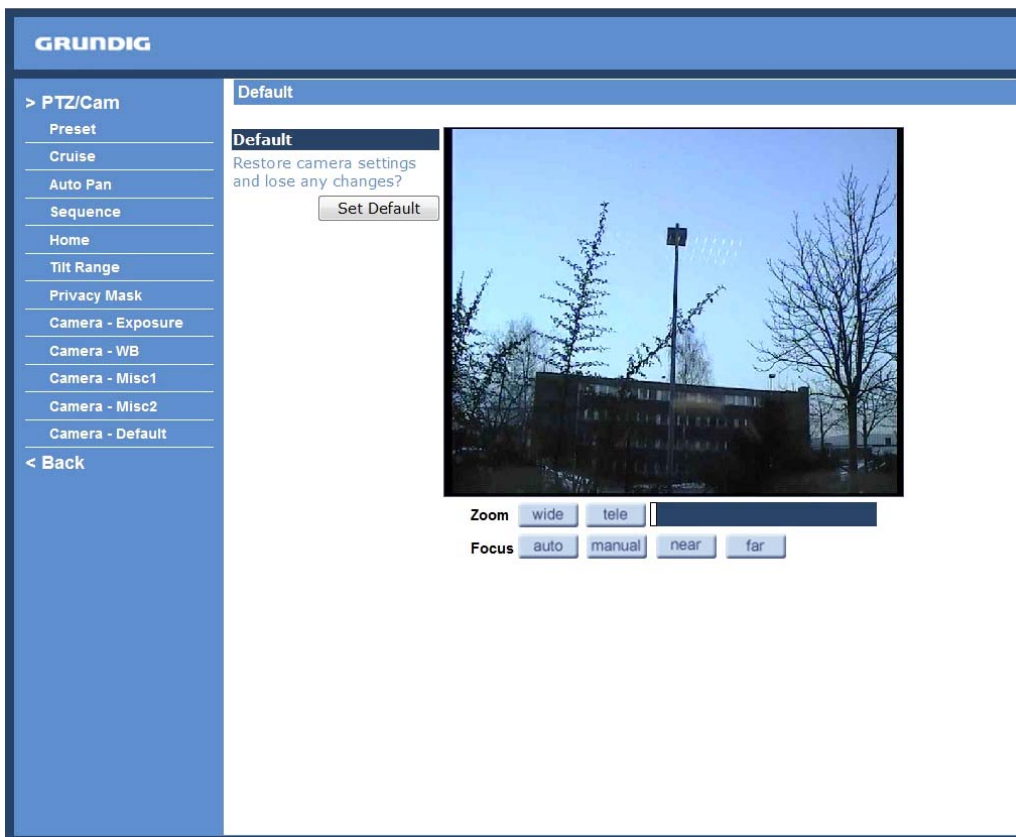 GRUNDIG
> PTZ/Cam
Preset
Cruise
Auto Pan
Sequence
Home
Tilt Range
Privacy Mask
Camera - Exposure
Camera - WB
Camera - Misc1
Camera - Misc2
Camera - Default
< Back
Default
Default
Restore camera settings
and lose any changes?
Set Default
Zoom wide tele
Focus auto manual near far